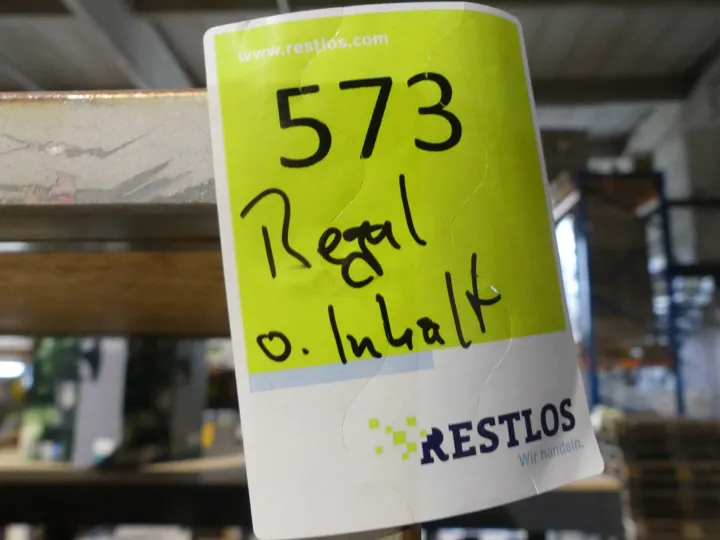 www.restlos.com
573
Regal
o. Inhalt
RESTLOS
Wir handeln.